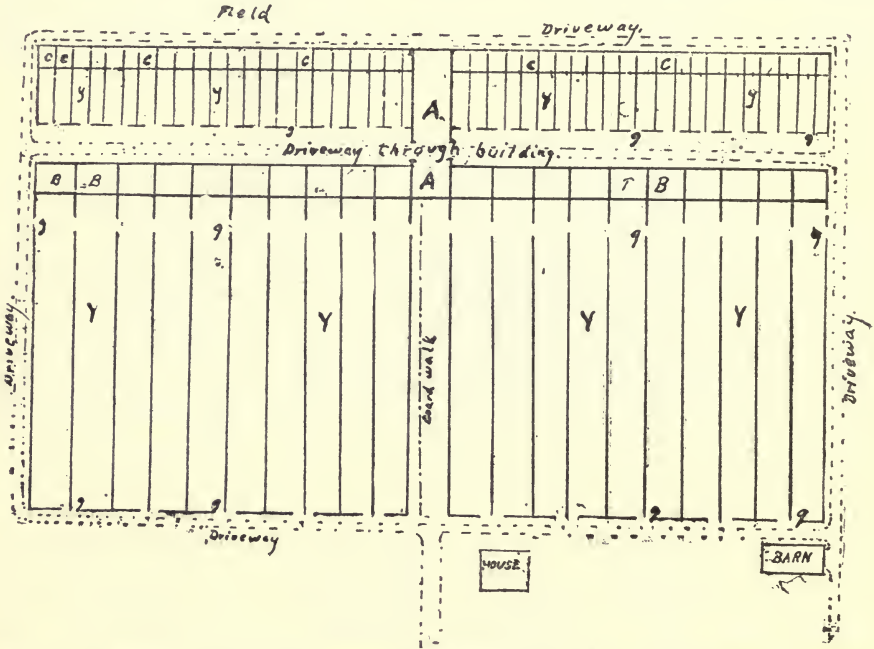 Field
Driveway.
c e c C c C
y y A y y
g g g
Driveway through building.
B B A T B
g g g g
Y Y Y Y
Driveway.
Board walk
Driveway.
g g g g
Driveway
HOUSE
BARN